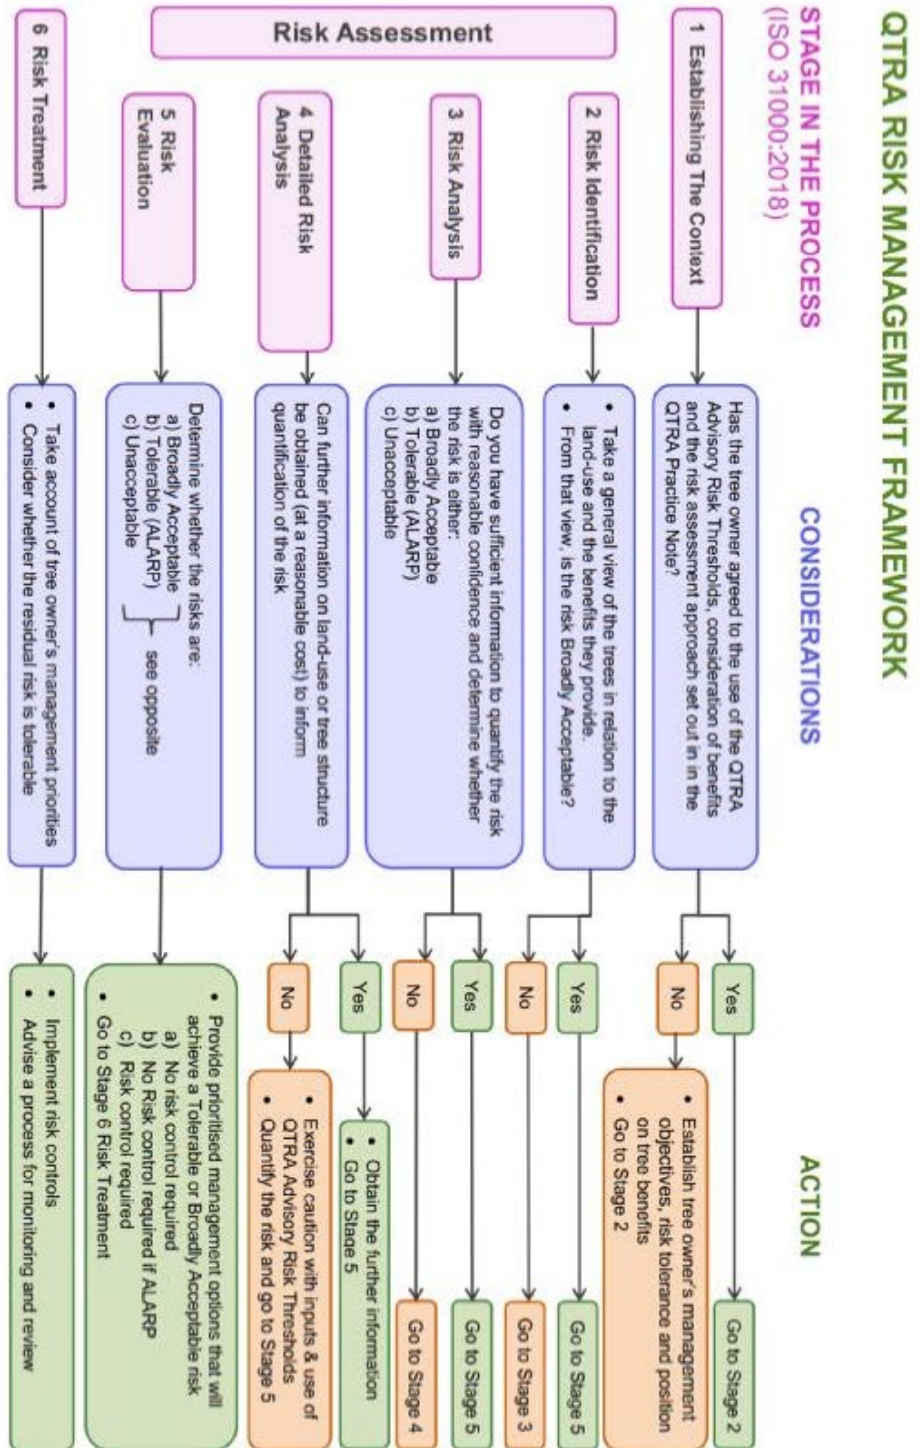 QTRA RISK MANAGEMENT FRAMEWORK
STAGE IN THE PROCESS
(ISO 31000:2018)
CONSIDERATIONS
ACTION
1 Establishing The Context
Has the tree owner agreed to the use of the QTRA
Advisory Risk Thresholds, consideration of benefits
and the risk assessment approach set out in in the
QTRA Practice Note?
Yes
Go to Stage 2
No
• Establish tree owner's management
objectives, risk tolerance and position
on tree benefits
• Go to Stage 2
Risk Assessment
2 Risk Identification
• Take a general view of the trees in relation to the
land-use and the benefits they provide.
• From that view, is the risk Broadly Acceptable?
Yes
Go to Stage 5
No
Go to Stage 3
3 Risk Analysis
Do you have sufficient information to quantify the risk
with reasonable confidence and determine whether
the risk is either:
a) Broadly Acceptable
b) Tolerable (ALARP)
c) Unacceptable
Yes
Go to Stage 5
No
Go to Stage 4
4 Detailed Risk
Analysis
Can further information on land-use or tree structure
be obtained (at a reasonable cost) to inform
quantification of the risk
Yes
• Obtain the further information
• Go to Stage 5
No
• Exercise caution with inputs & use of
QTRA Advisory Risk Thresholds
• Quantify the risk and go to Stage 5
5 Risk
Evaluation
Determine whether the risks are:
a) Broadly Acceptable
b) Tolerable (ALARP)
c) Unacceptable
see opposite
• Provide prioritised management options that will
achieve a Tolerable or Broadly Acceptable risk
a) No risk control required
b) No Risk control required if ALARP
c) Risk control required
• Go to Stage 6 Risk Treatment
6 Risk Treatment
• Take account of tree owner's management priorities
• Consider whether the residual risk is tolerable
• Implement risk controls
• Advise a process for monitoring and review